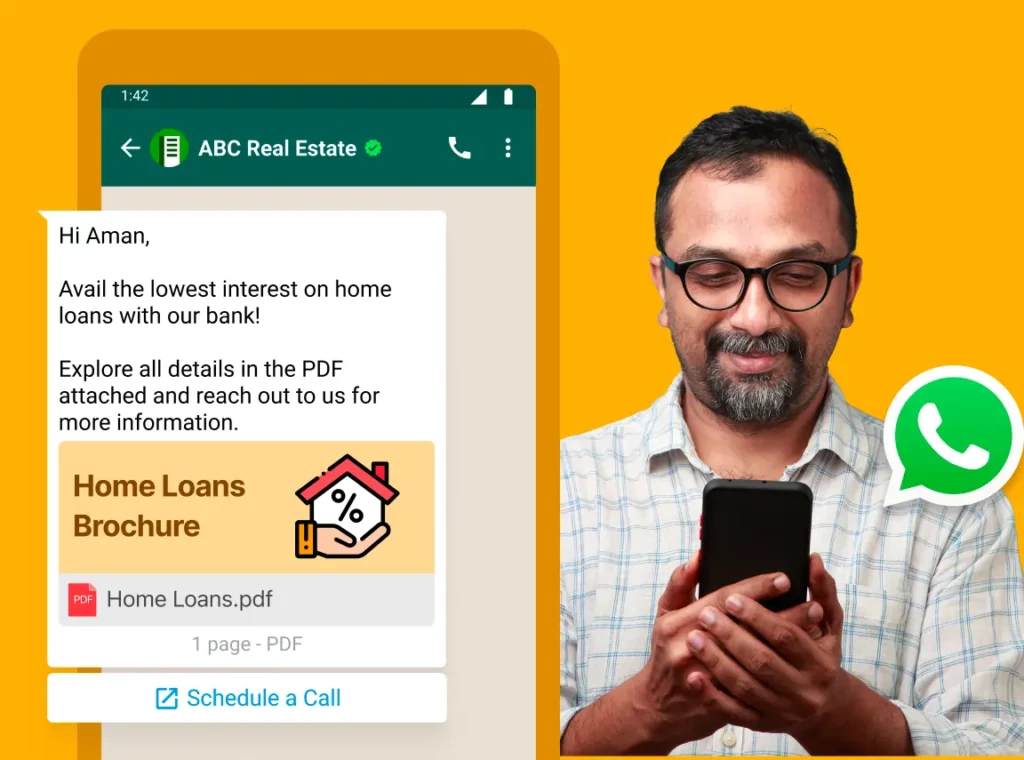 1:42
ABC Real Estate
Hi Aman,
Avail the lowest interest on home
loans with our bank!
Explore all details in the PDF
attached and reach out to us for
more information.
Home Loans
Brochure
%
PDF Home Loans.pdf
1 page - PDF
Schedule a Call